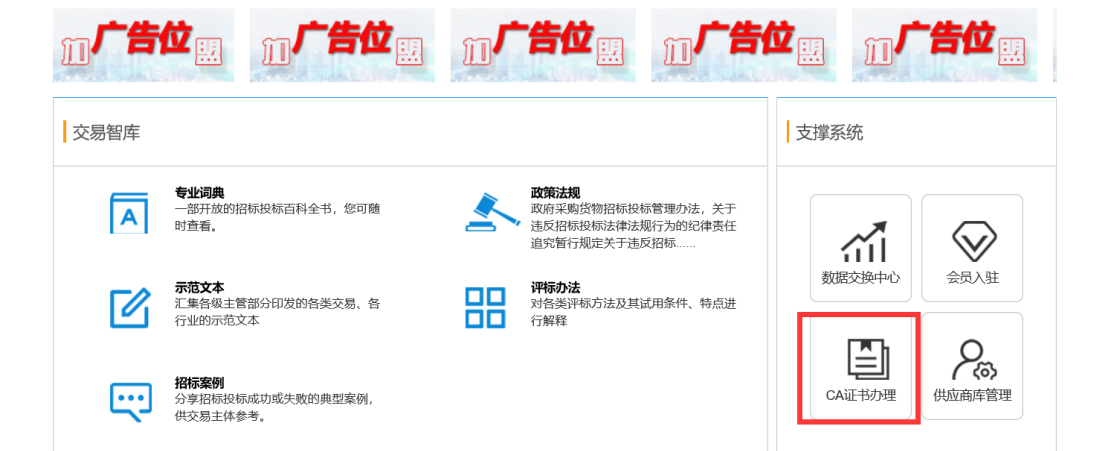 加广告位盟 加广告位盟 加广告位盟 加广告位盟 加广告位盟
交易智库
专业词典
一部开放的招标投标百科全书，您可随
时查看。
政策法规
政府采购货物招标投标管理办法，关于
违反招标投标法律法规行为的纪律责任
追究暂行规定关于违反招标......
示范文本
汇集各级主管部分印发的各类交易、各
行业的示范文本
评标办法
对各类评标方法及其试用条件、特点进
行解释
招标案例
分享招标投标成功或失败的典型案例，
供交易主体参考。
支撑系统
数据交换中心
会员入驻
CA证书办理
供应商库管理